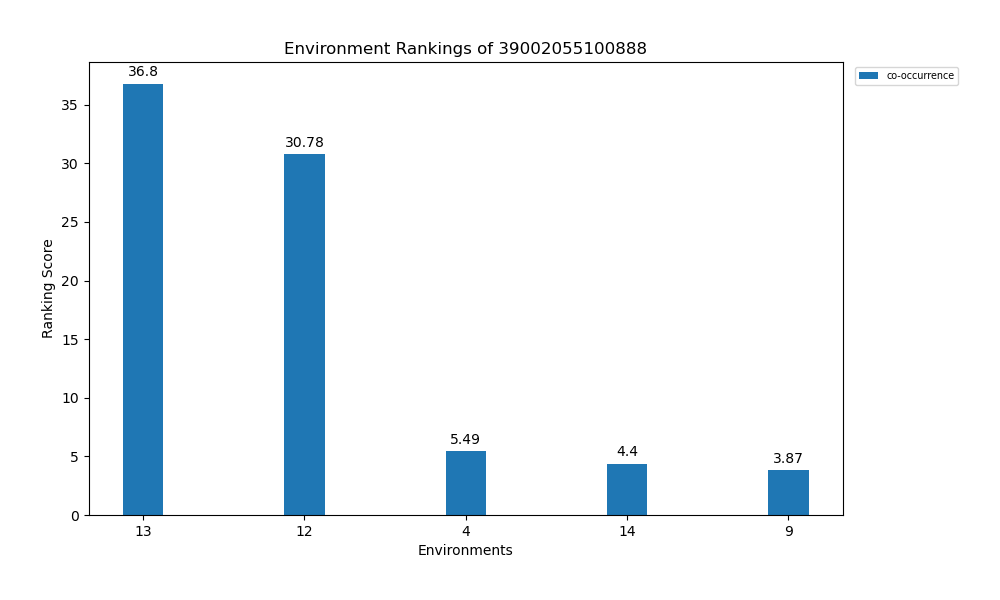 Environment Rankings of 39002055100888
co-occurrence
36.8
30.78
5.49
4.4
3.87
35
30
25
20
15
10
5
0
Ranking Score
13 12 4 14 9
Environments